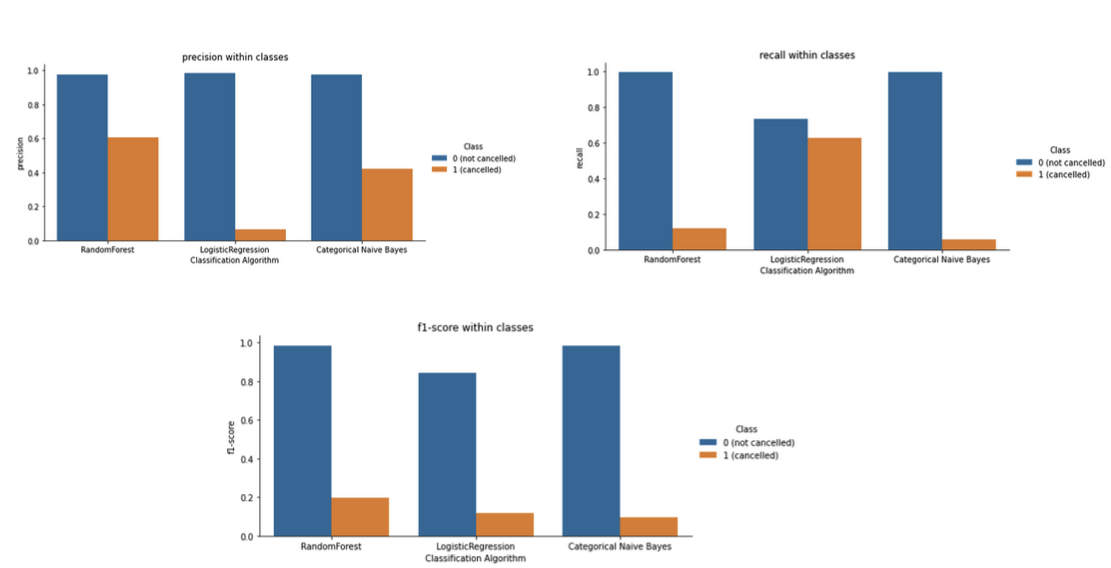 precision within classes
1.0
0.8
0.6
0.4
0.2
0.0
precision
RandomForest
LogisticRegression
Categorical Naive Bayes
Classification Algorithm
Class
0 (not cancelled)
1 (cancelled)
recall within classes
1.0
0.8
0.6
0.4
0.2
0.0
recall
RandomForest
LogisticRegression
Categorical Naive Bayes
Classification Algorithm
Class
0 (not cancelled)
1 (cancelled)
f1-score within classes
1.0
0.8
0.6
0.4
0.2
0.0
f1-score
RandomForest
LogisticRegression
Categorical Naive Bayes
Classification Algorithm
Class
0 (not cancelled)
1 (cancelled)